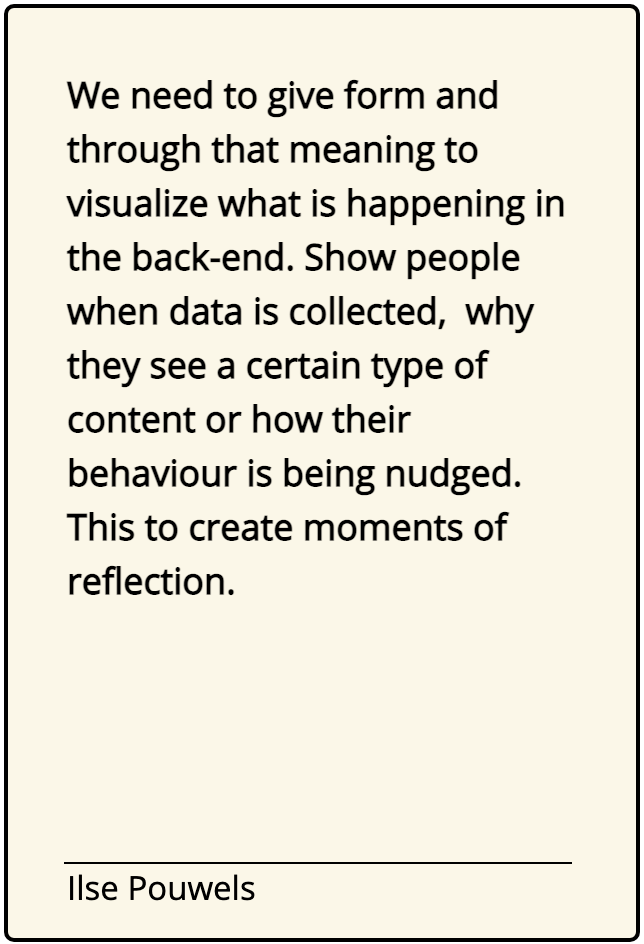 We need to give form and
through that meaning to
visualize what is happening in
the back-end. Show people
when data is collected,  why
they see a certain type of
content or how their
behaviour is being nudged.
This to create moments of
reflection.
Ilse Pouwels